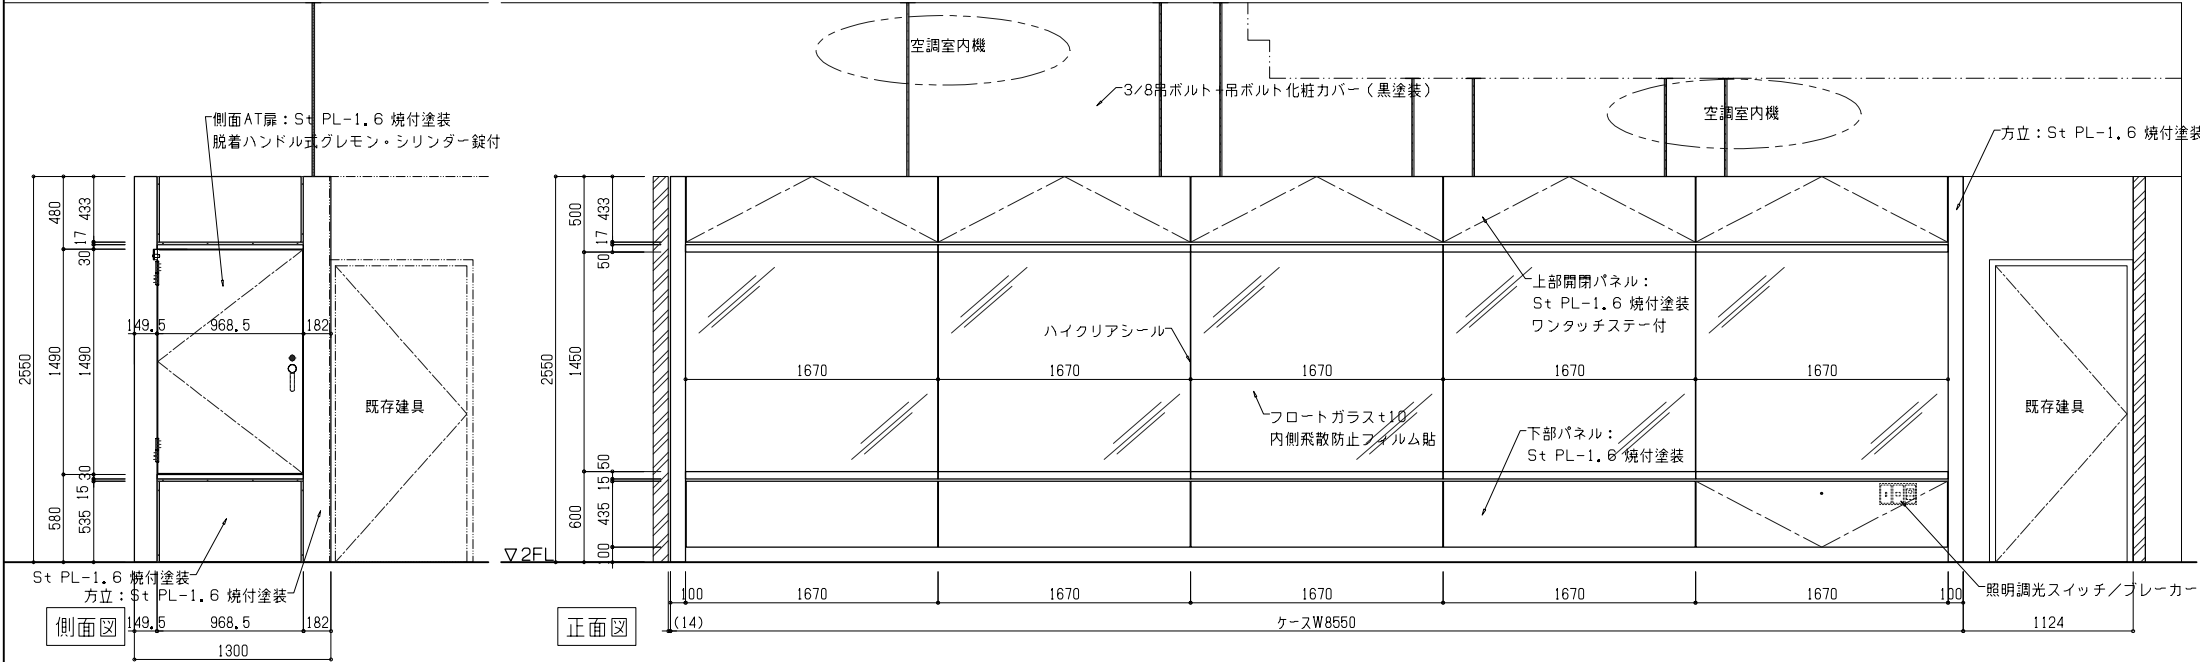 空調室内機
3/8吊ボルト+吊ボルト化粧カバー（黒塗装）
空調室内機
側面AT扉：St PL-1.6 焼付塗装
脱着ハンドル式グレモン・シリンダー錠付
方立：St PL-1.6 焼付塗装
2550
480
1490
580
433
17
30
1490
30
15
535
149.5
968.5
182
既存建具
St PL-1.6 焼付塗装
方立：St PL-1.6 焼付塗装
側面図
149.5
968.5
182
1300
2550
500
1450
600
433
17
50
50
15
435
100
▽2FL
上部開閉パネル：
St PL-1.6 焼付塗装
ワンタッチステー付
ハイクリアシール
1670
1670
1670
1670
1670
フロートガラスt10
内側飛散防止フィルム貼
下部パネル：
St PL-1.6 焼付塗装
既存建具
照明調光スイッチ／ブレーカー
正面図
100
1670
1670
1670
1670
1670
100
(14)
ケースW8550
1124